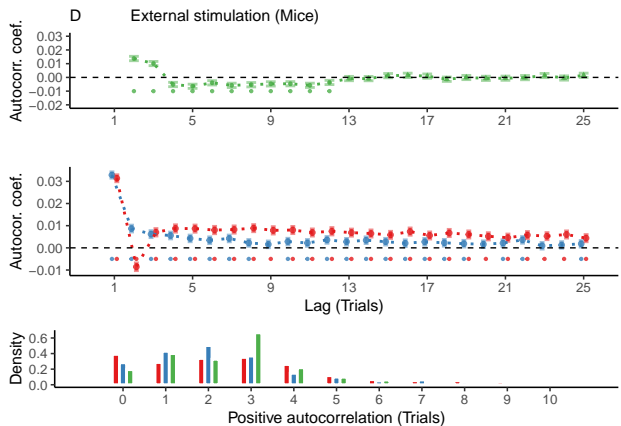 D External stimulation (Mice)
Autocorr. coef.
0.03
0.02
0.01
0.00
−0.01
−0.02
1 5 9 13 17 21 25
Autocor. coef.
0.03
0.02
0.01
0.00
−0.01
1 5 9 13 17 21 25
Lag (Trials)
Density
0.6
0.4
0.2
0.0
0 1 2 3 4 5 6 7 8 9 10
Positive autocorrelation (Trials)